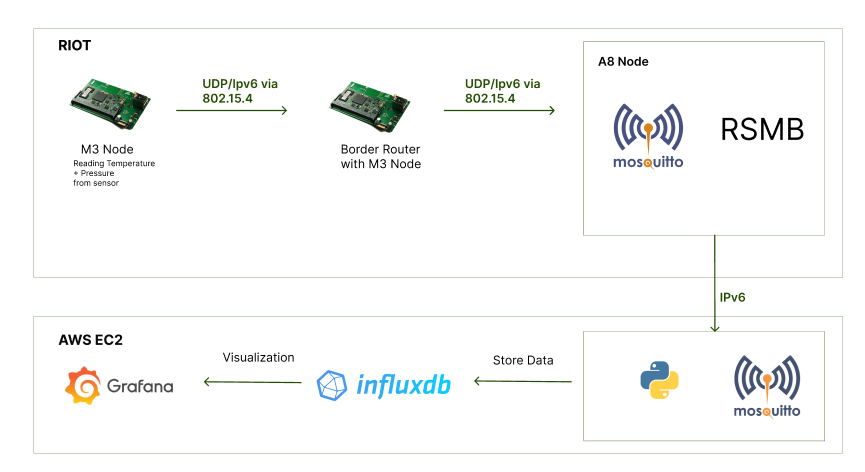 RIOT
UDP/Ipv6 via
802.15.4
UDP/Ipv6 via
802.15.4
A8 Node
mosquitto
RSMB
M3 Node
Reading Temperature
+ Pressure
from sensor
Border Router
with M3 Node
IPv6
AWS EC2
Grafana
Visualization
influxdb
Store Data
mosquitto